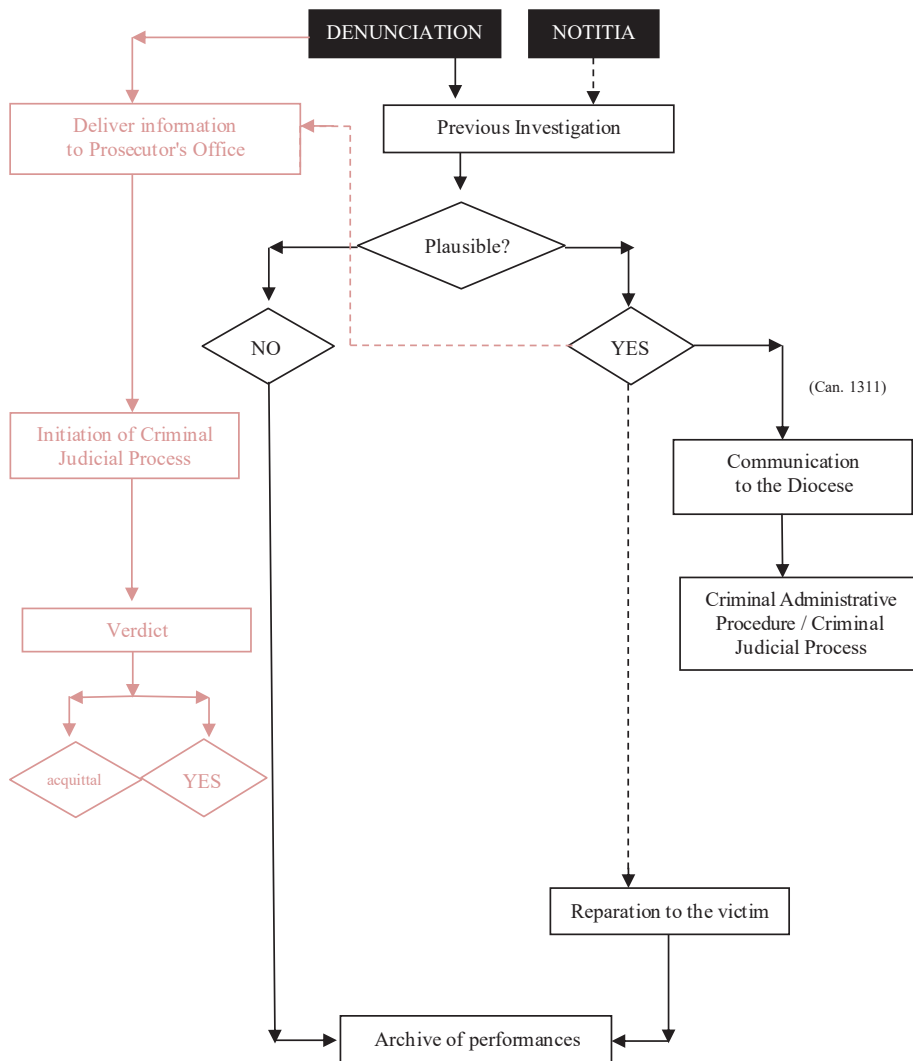 DENUNCIATION
NOTITIA
Deliver information
to Prosecutor's Office
Previous Investigation
Plausible?
NO
YES
(Can. 1311)
Initiation of Criminal
Judicial Process
Communication
to the Diocese
Criminal Administrative
Procedure / Criminal
Judicial Process
Verdict
acquittal
YES
Reparation to the victim
Archive of performances